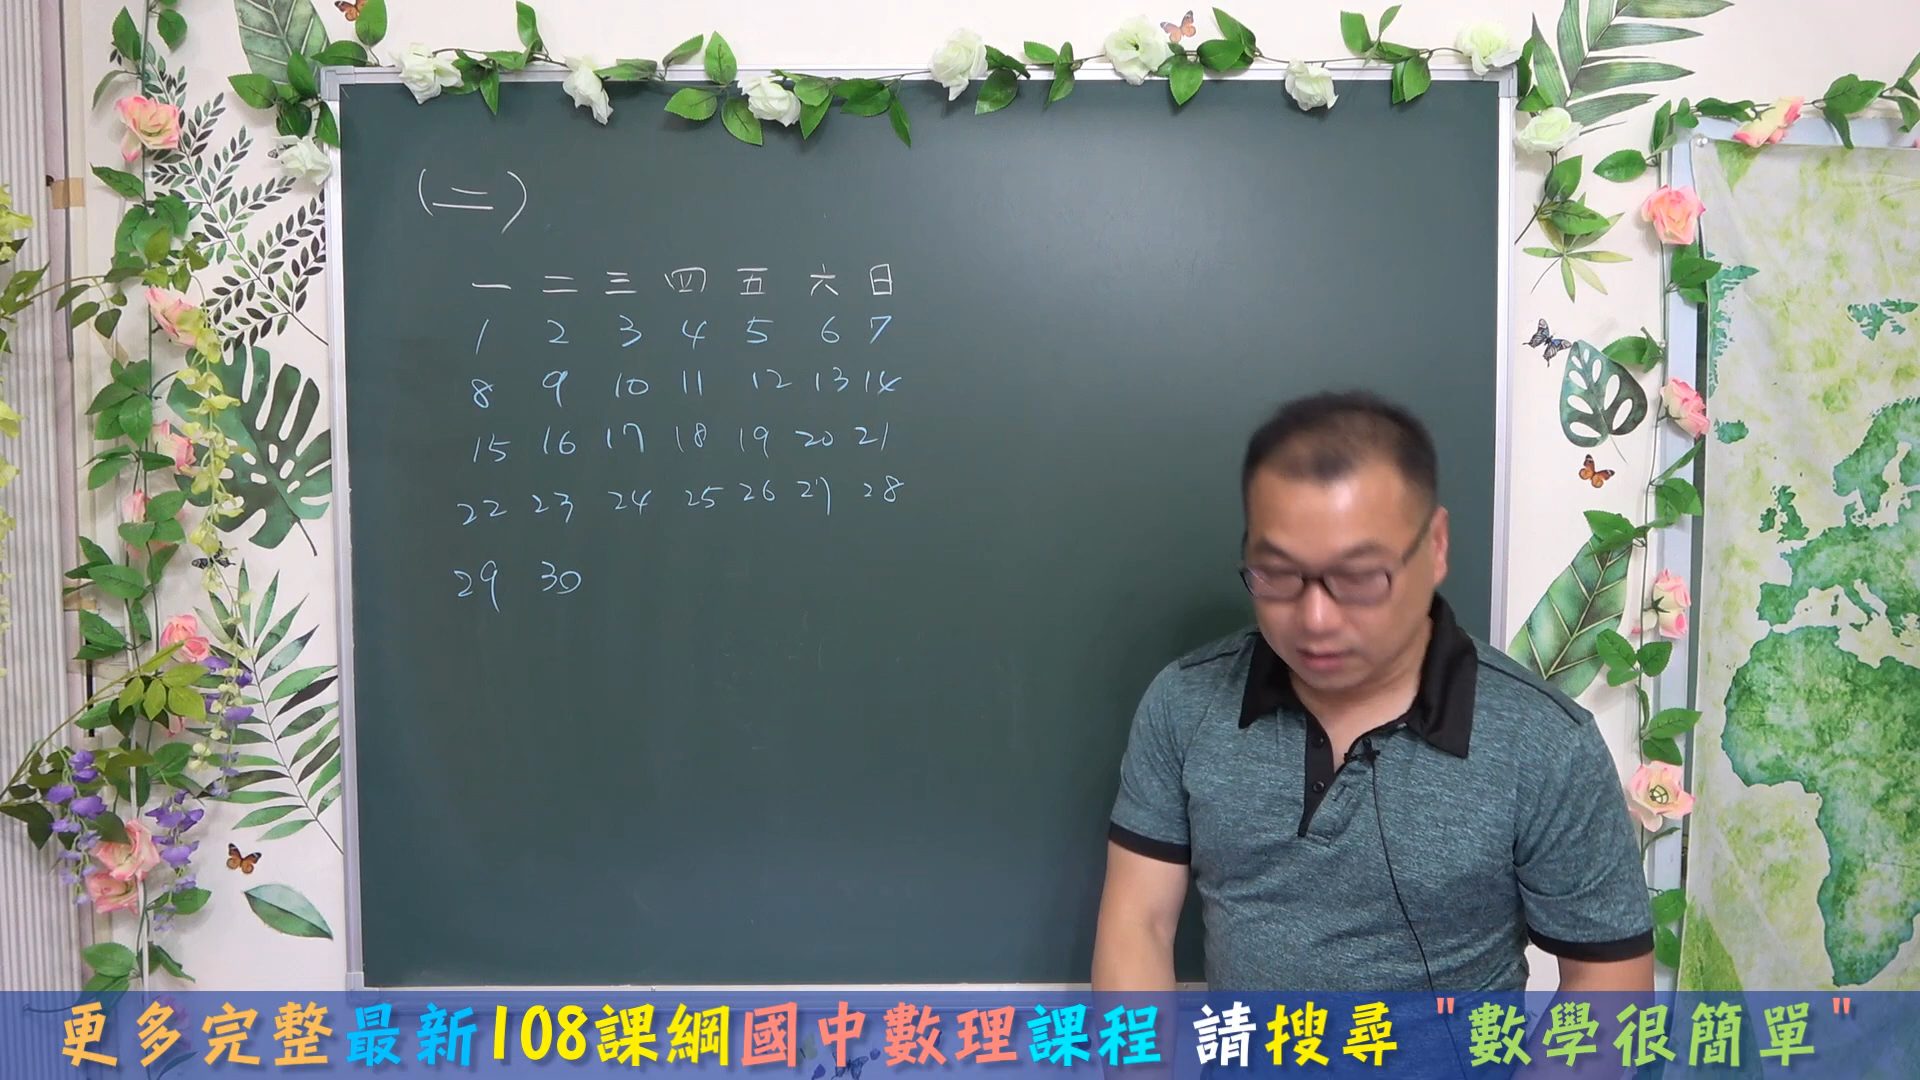 (二)
一 二 三 四 五 六 日
1 2 3 4 5 6 7
8 9 10 11 12 13 14
15 16 17 18 19 20 21
22 23 24 25 26 27 28
29 30
更多完整最新108課綱國中數理課程 請搜尋 "數學很簡單"